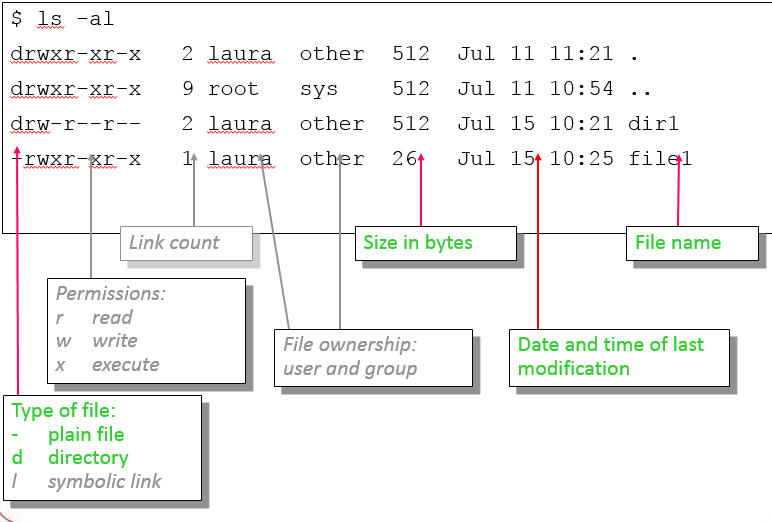 $ ls -al
drwxr-xr-x 2 laura other 512 Jul 11 11:21 .
drwxr-xr-x 9 root sys 512 Jul 11 10:54 ..
drw-r--r-- 2 laura other 512 Jul 15 10:21 dir1
-rwxr-xr-x 1 laura other 26 Jul 15 10:25 file1
Link count
Size in bytes
File name
Permissions:
r read
w write
x execute
File ownership:
user and group
Date and time of last
modification
Type of file:
- plain file
d directory
l symbolic link